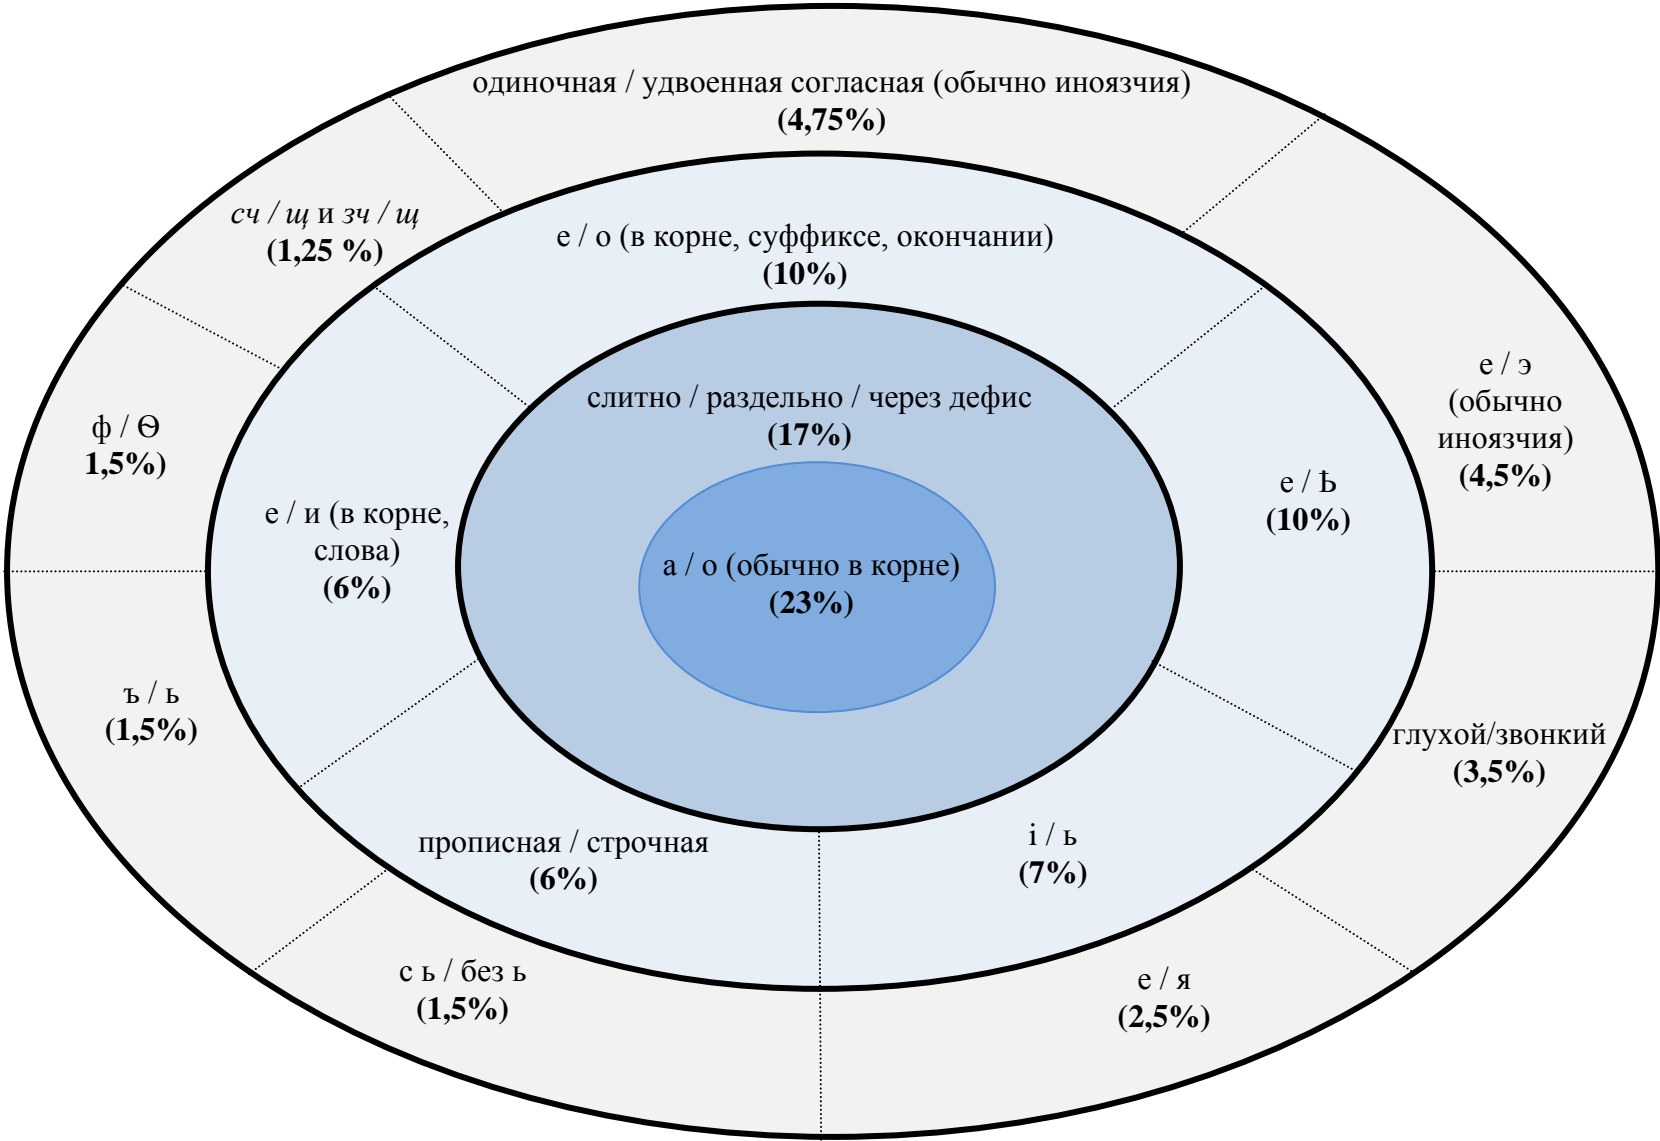 одиночная / удвоенная согласная (обычно иноязчия)
(4,75%)
сч / щ и зч / щ
(1,25 %)
е / о (в корне, суффиксе, окончании)
(10%)
слитно / раздельно / через дефис
(17%)
е / э
(обычно
иноязчия)
(4,5%)
ф / Ѳ
1,5%)
е / и (в корне,
слова)
(6%)
а / о (обычно в корне)
(23%)
е / Ѣ
(10%)
ъ / ь
(1,5%)
глухой/звонкий
(3,5%)
прописная / строчная
(6%)
і / ь
(7%)
с ь / без ь
(1,5%)
е / я
(2,5%)